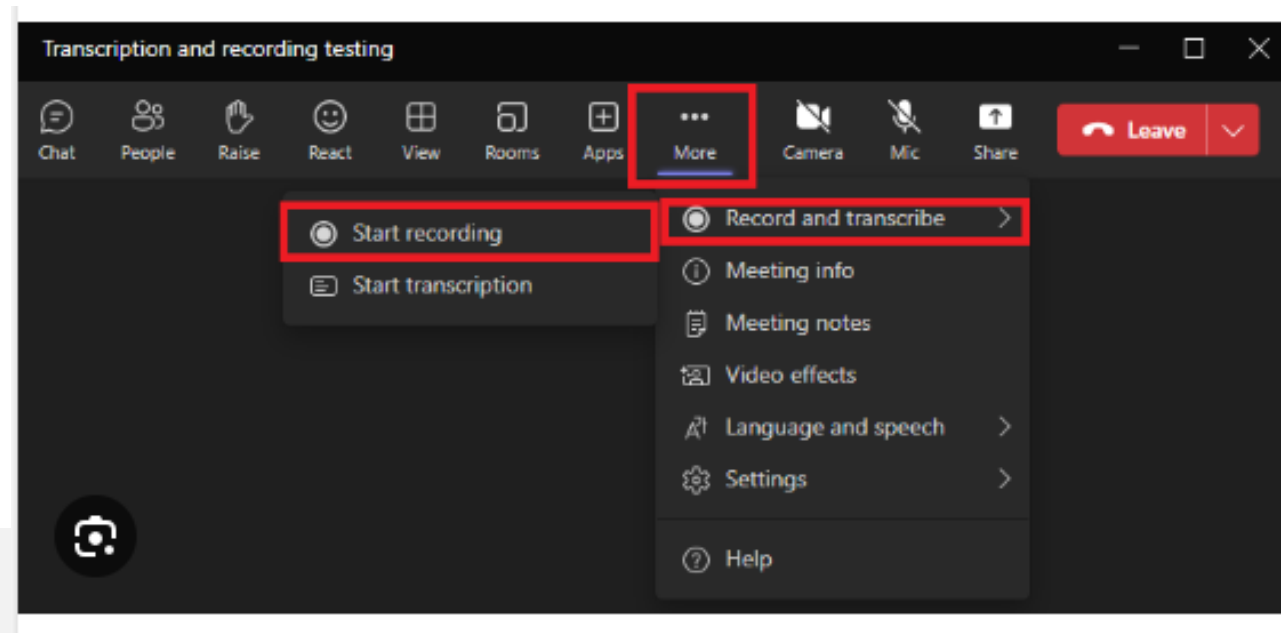 Transcription and recording testing
Chat People Raise React View Rooms Apps More Camera Mic Share Leave
Start recording
Start transcription
Record and transcribe
Meeting info
Meeting notes
Video effects
Language and speech
Settings
Help